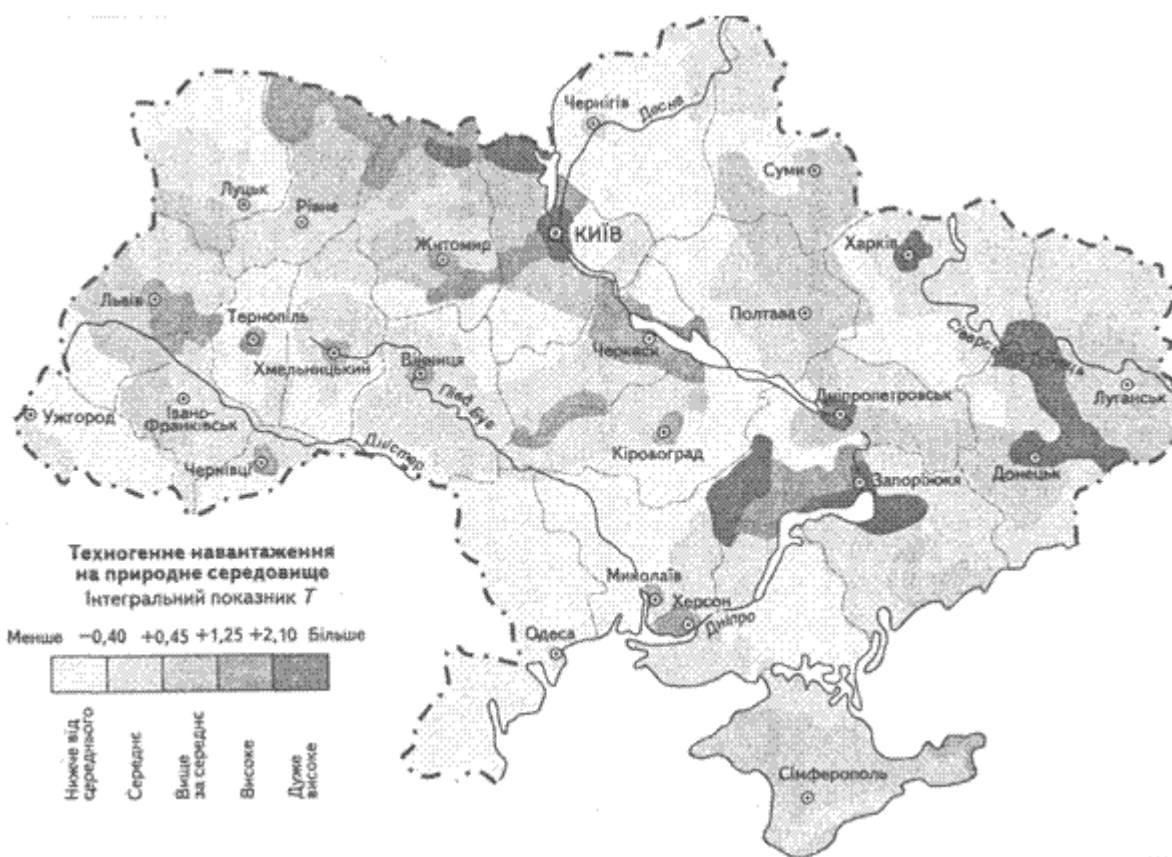 Чернігів
Десна
Суми
Луцьк
Рівне
КИЇВ
Житомир
Харків
Львів
Тернопіль
Полтава
Хмельницький
Вінниця
Черкаси
Сіверс
Півд. Буг
Дніпропетровськ
Луганськ
Ужгород
Івано-
Франківськ
Дністер
Кіровоград
Чернівці
Донецьк
Запоріжжя
Техногенне навантаження
на природне середовище
Інтегральний показник Т
Менше −0,40 +0,45 +1,25 +2,10 Більше
Миколаїв
Херсон
Дніпро
Одеса
Нижче від
середнього
Середнє
Вище
за середнє
Високе
Дуже
високе
Сімферополь